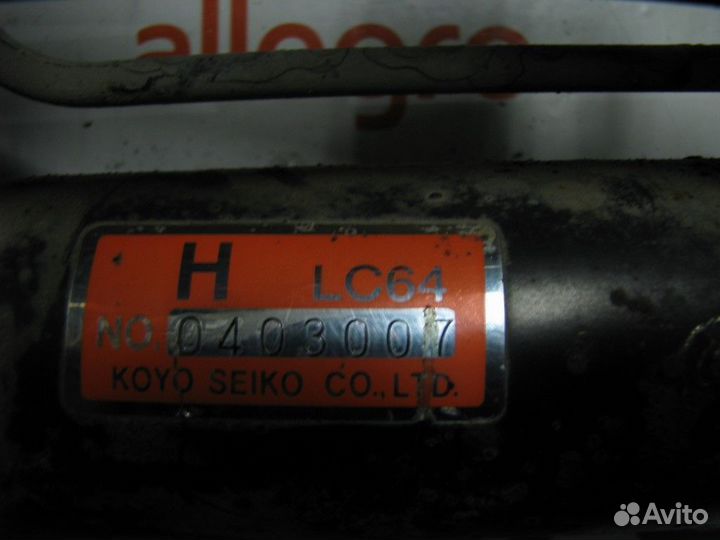 allegro
H LC64
NO. 0403007
KOYO SEIKO CO., LTD.
Avito